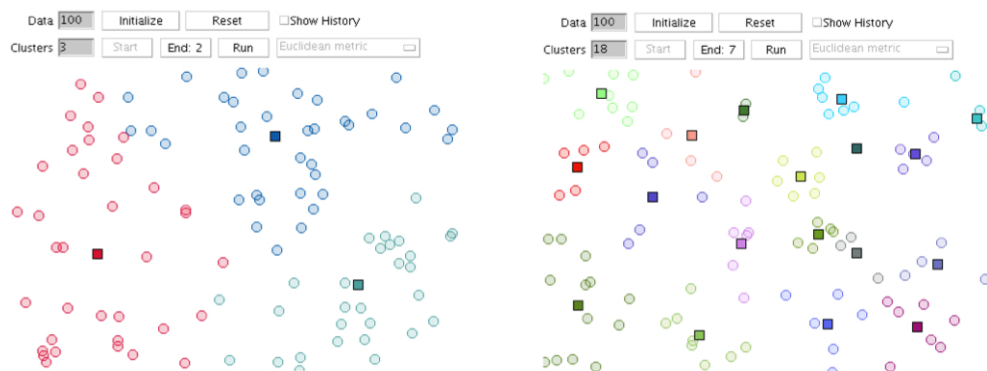 Data 100 Initialize Reset Show History
Clusters 3 Start End: 2 Run Euclidean metric
Data 100 Initialize Reset Show History
Clusters 18 Start End: 7 Run Euclidean metric